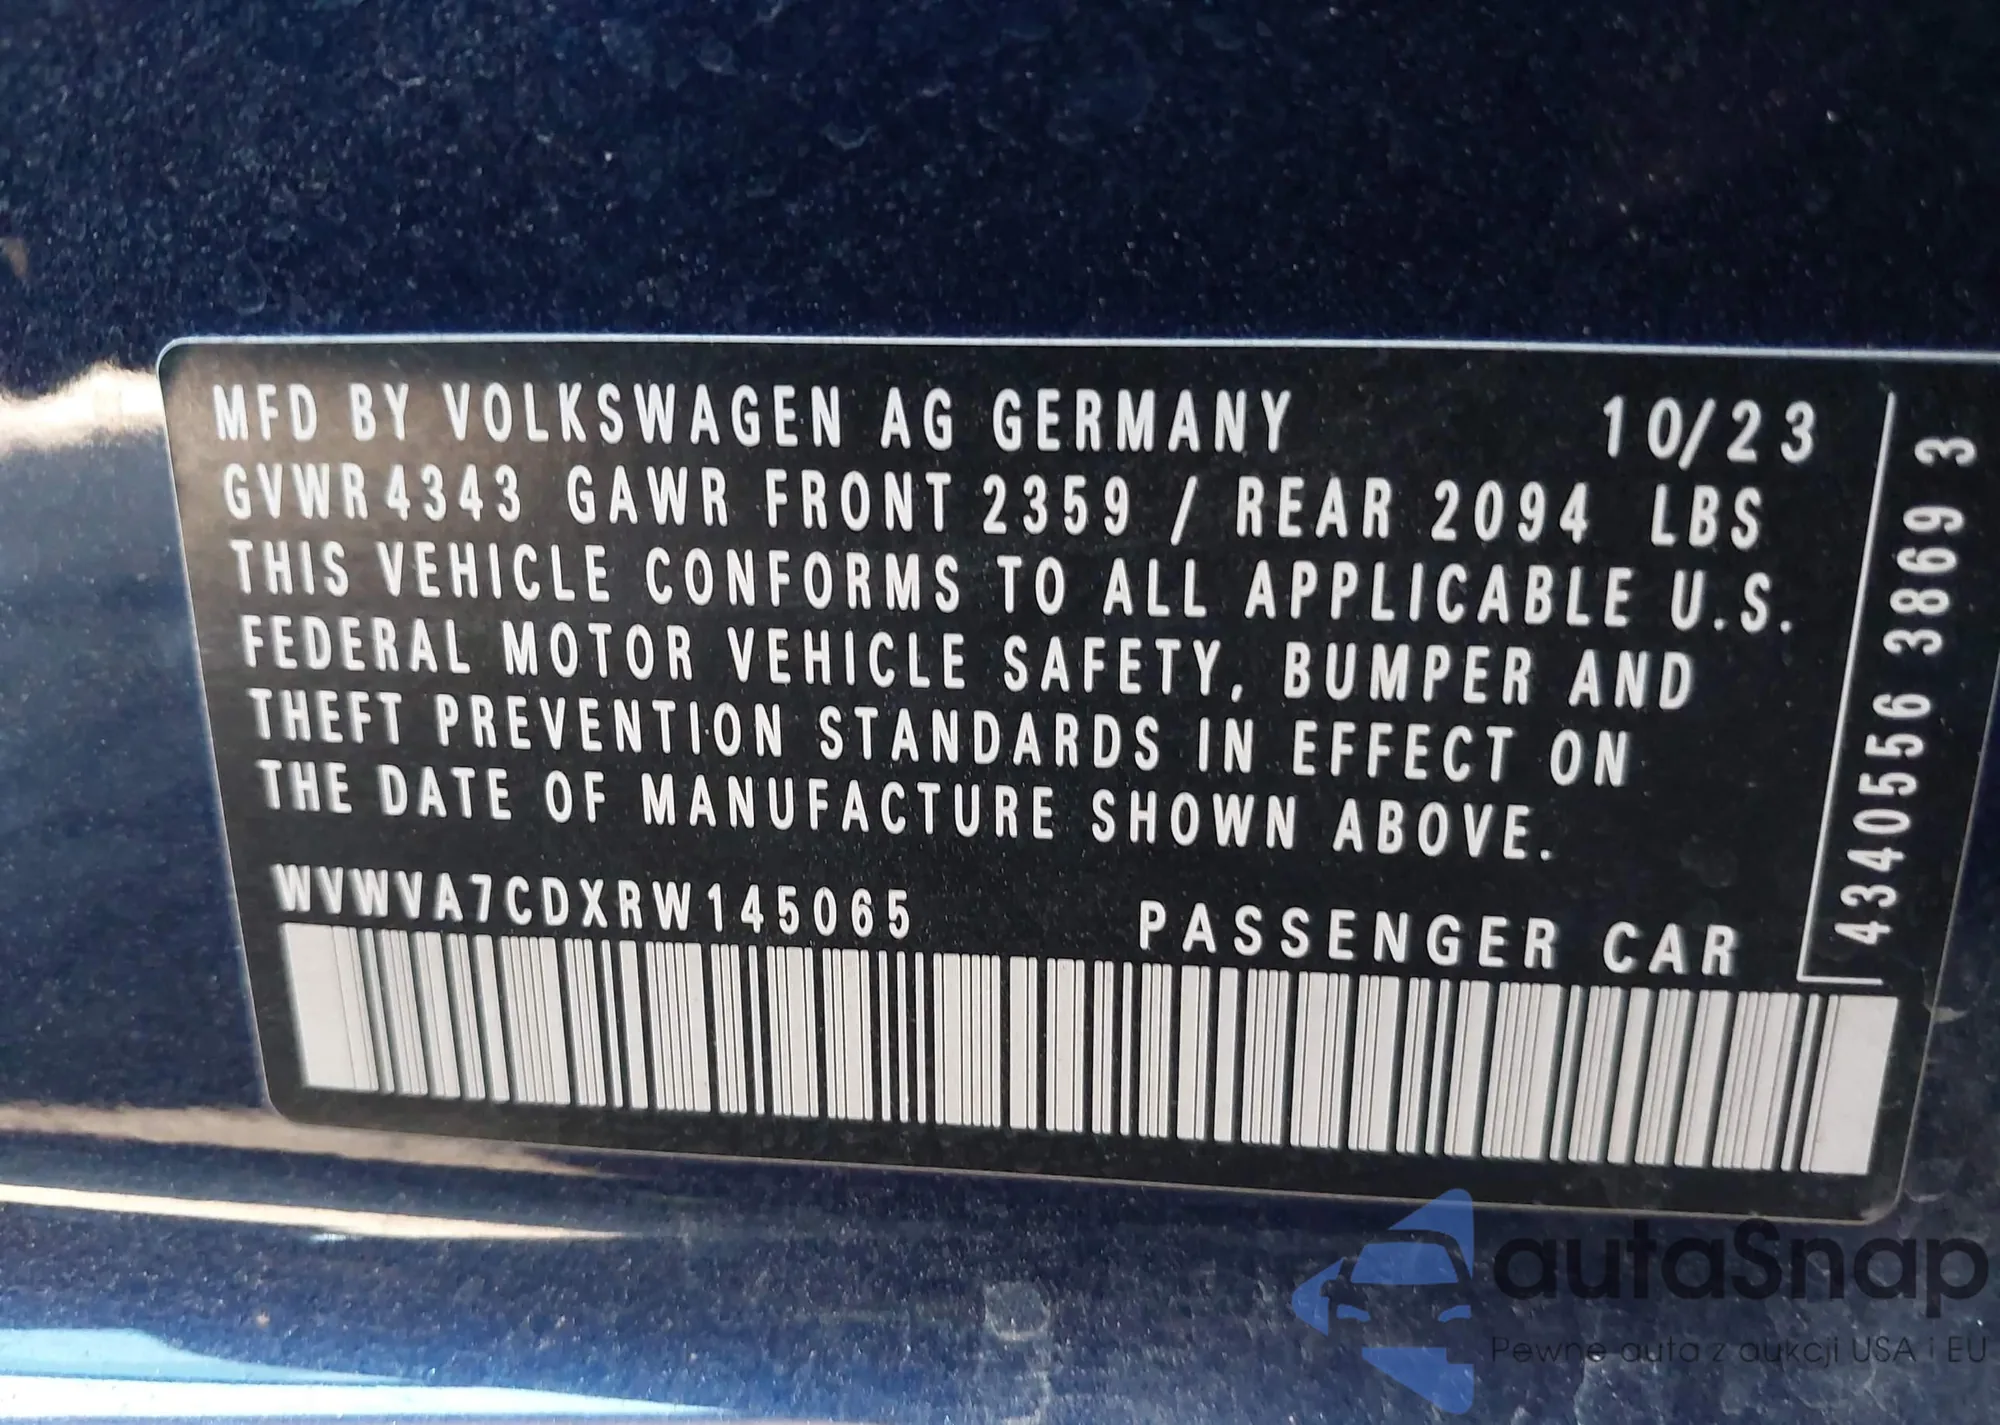 MFD BY VOLKSWAGEN AG GERMANY 10/23
GVWR 4343 GAWR FRONT 2359 / REAR 2094 LBS
THIS VEHICLE CONFORMS TO ALL APPLICABLE U.S.
FEDERAL MOTOR VEHICLE SAFETY, BUMPER AND
THEFT PREVENTION STANDARDS IN EFFECT ON
THE DATE OF MANUFACTURE SHOWN ABOVE.
WVWVA7CDXRW145065 PASSENGER CAR
4340556 3869 3
autaSnap
Pewne auta z aukcji USA i EU